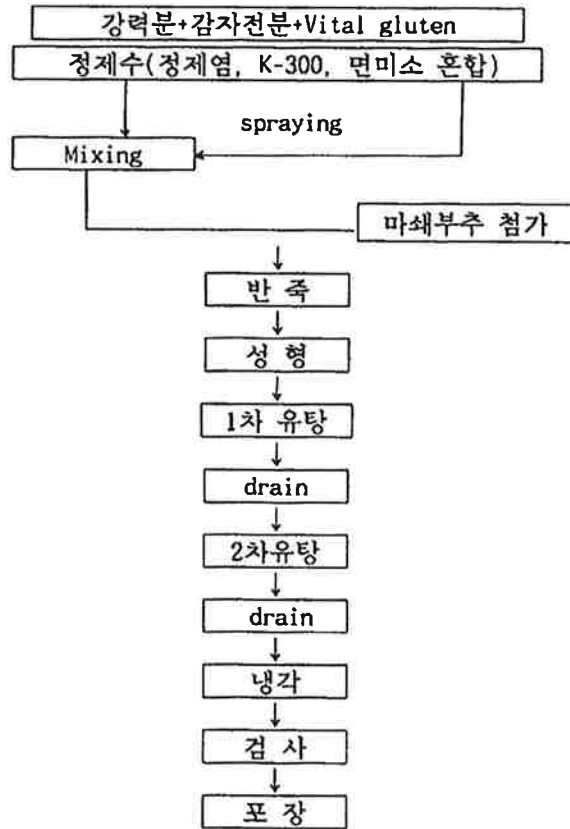 강력분+감자전분+Vital gluten
정제수(정제염, K-300, 면미소 혼합)
spraying
Mixing
마쇄부추 첨가
반 죽
성 형
1차 유탕
drain
2차유탕
drain
냉각
검 사
포 장